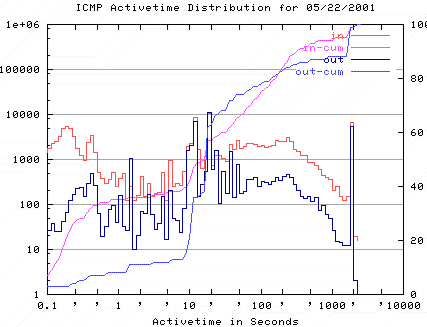 ICMP Activetime Distribution for 05/22/2001
1e+06
100000
10000
1000
100
10
1
100
80
60
40
20
0
in
in-cum
out
out-cum
0.1 , , 1 , , 10 , , 100 , , 1000 , , 10000
Activetime in Seconds